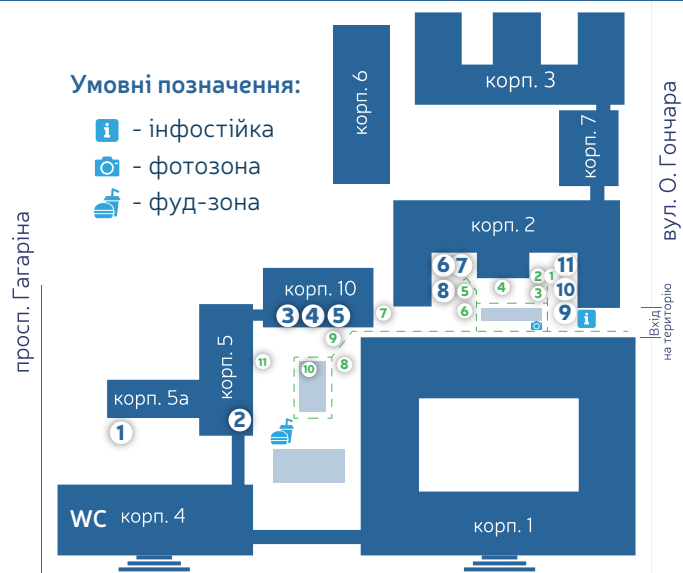 Умовні позначення:
i - інфостійка
- фотозона
- фуд-зона
просп. Гагаріна
вул. О. Гончара
Вхід
на територію
корп. 6
корп. 3
корп. 7
корп. 2
6 7
8
5
6
4
2 1
3
11
10
9
i
корп. 10
3 4 5
7
9
8
10
11
корп. 5
2
корп. 5а
1
WC корп. 4
корп. 1